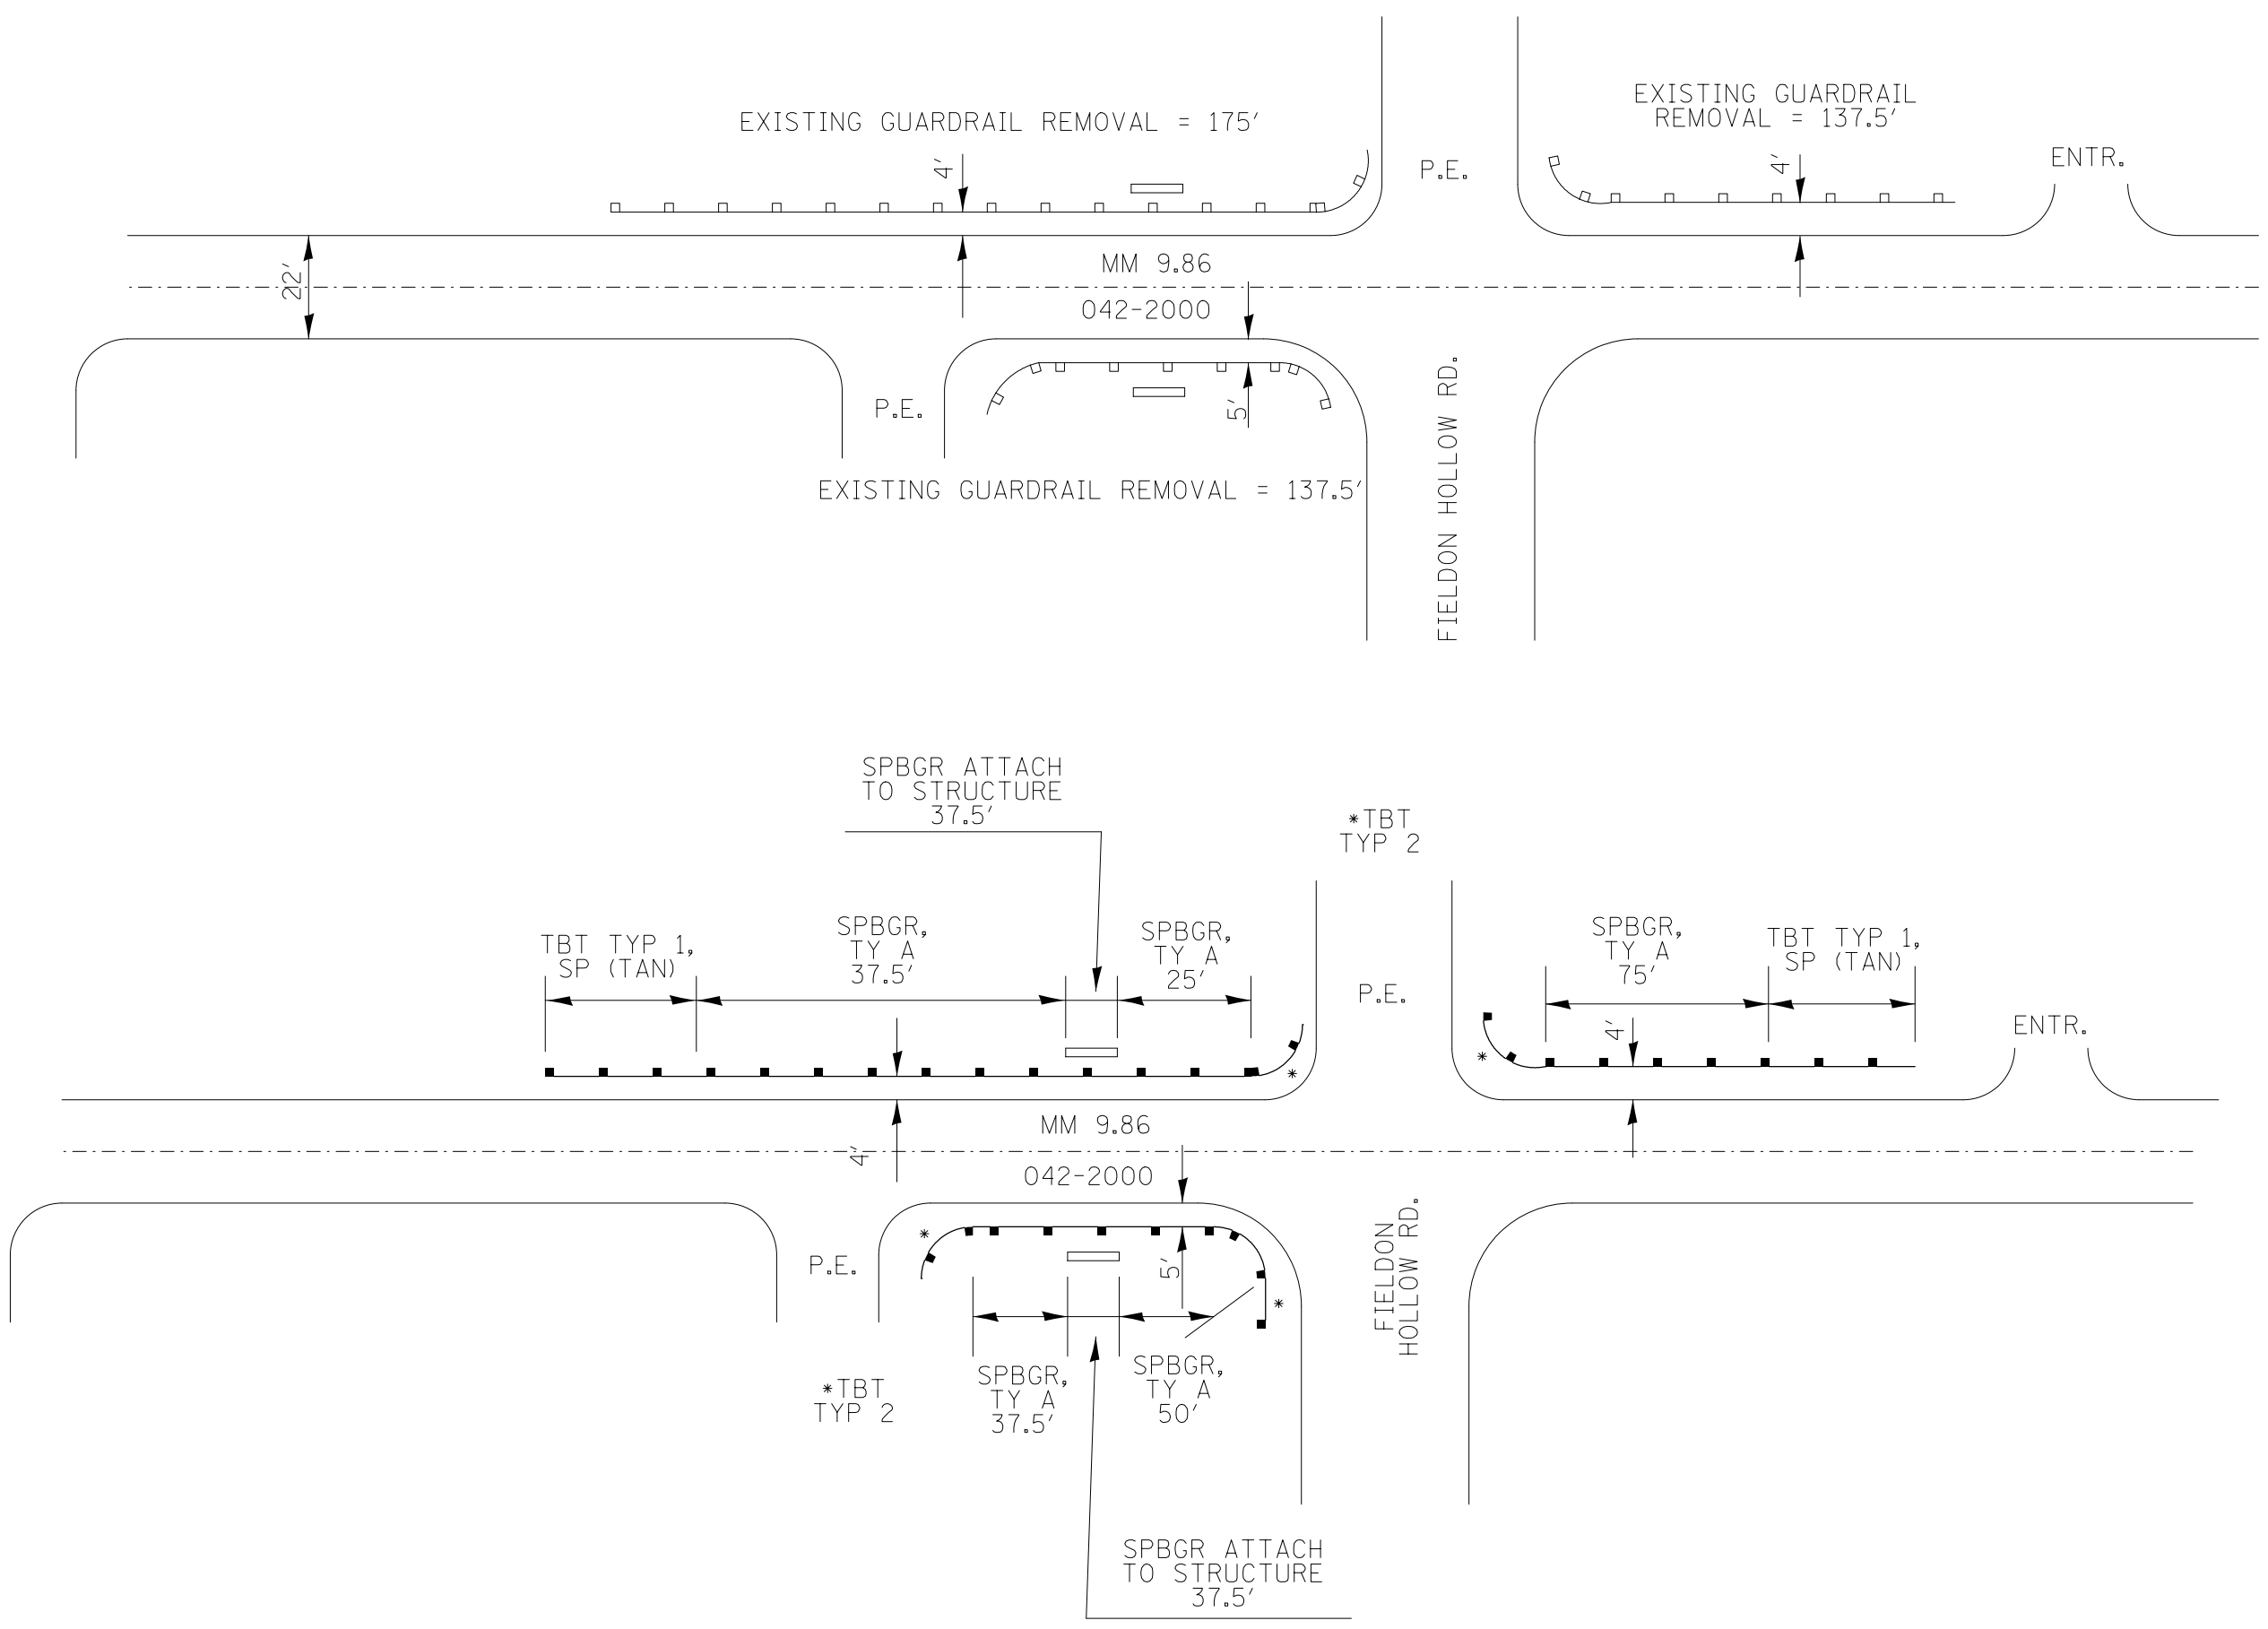 EXISTING GUARDRAIL REMOVAL = 175'
EXISTING GUARDRAIL
REMOVAL = 137.5'
4'
4'
P.E.
ENTR.
22'
MM 9.86
042-2000
P.E.
5'
EXISTING GUARDRAIL REMOVAL = 137.5'
FIELDON HOLLOW RD.
SPBGR ATTACH
TO STRUCTURE
37.5'
*TBT
TYP 2
TBT TYP 1,
SP (TAN)
SPBGR,
TY A
37.5'
SPBGR,
TY A
25'
P.E.
SPBGR,
TY A
75'
TBT TYP 1,
SP (TAN)
4'
ENTR.
*
*
MM 9.86
4'
042-2000
*
P.E.
5'
*
FIELDON
HOLLOW RD.
*TBT
TYP 2
SPBGR,
TY A
37.5'
SPBGR,
TY A
50'
SPBGR ATTACH
TO STRUCTURE
37.5'